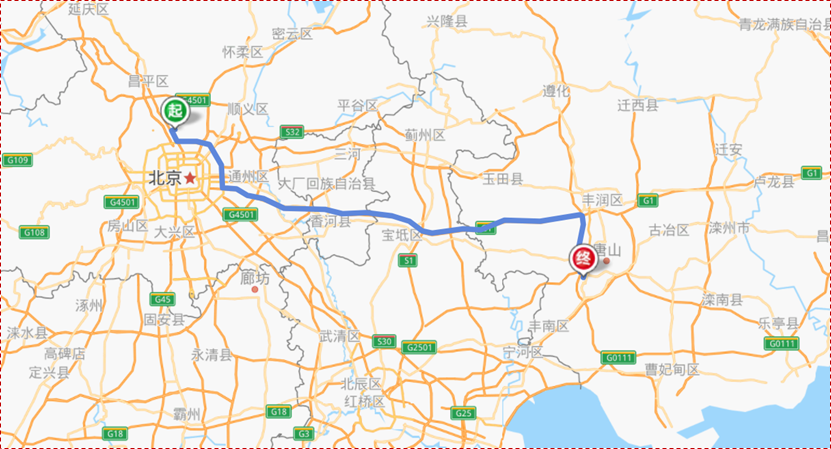 延庆区
兴隆县
青龙满族自治县
密云区
怀柔区
昌平区
遵化
G4501
起
顺义区
平谷区
迁西县
S32
蓟州区
三河
迁安
G109
北京
通州区
大厂回族自治县
玉田县
卢龙县
G1
G4501
丰润区
G1
G4501
香河县
房山区
大兴区
宝坻区
古冶区
滦州市
昌
G108
S1
终
唐山
廊坊
涞水县
涿州
G45
固安县
滦南县
武清区
丰南区
乐亭县
S30
G2501
宁河区
G0111
G0111
高碑店
永清县
定兴县
曹妃甸区
北辰区
红桥区
霸州
G18
G25
G18
G3